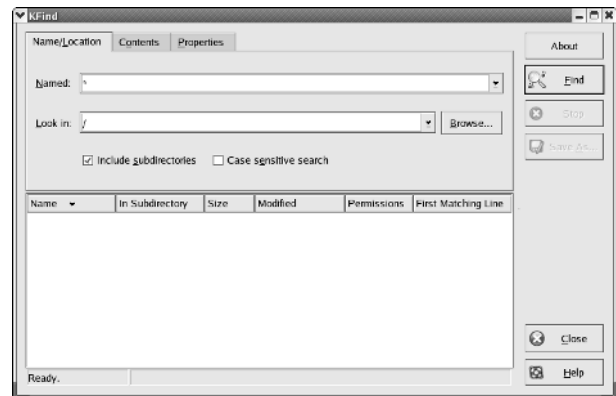 KFind
Name/Location Contents Properties
About
Named: *
Find
Look in: /
Browse...
Stop
Include subdirectories Case sensitive search
Save As...
Name In Subdirectory Size Modified Permissions First Matching Line
Close
Ready.
Help